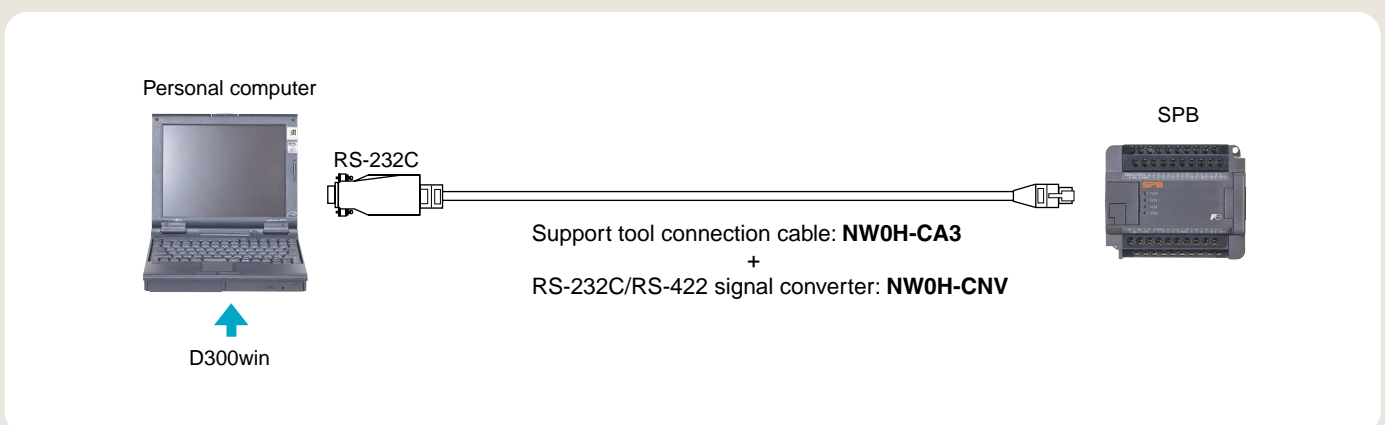 Personal computer
SPB
RS-232C
SPB
Support tool connection cable: NW0H-CA3
+
RS-232C/RS-422 signal converter: NW0H-CNV
D300win